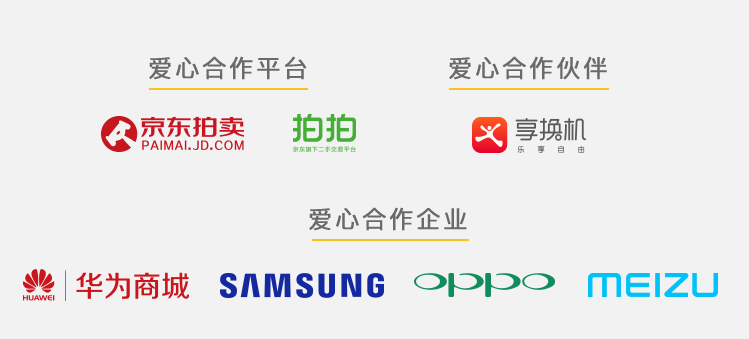 爱心合作平台
爱心合作伙伴
京东拍卖
PAIMAI.JD.COM
拍拍
京东旗下二手交易平台
享换机
乐享自由
爱心合作企业
HUAWEI
华为商城
SAMSUNG
oppo
MEIZU